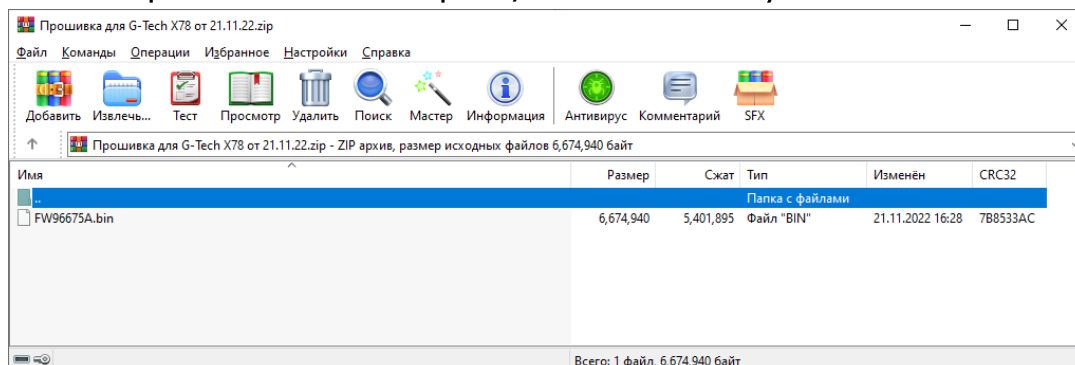 Прошивка для G-Tech X78 от 21.11.22.zip
Файл Команды Операции Избранное Настройки Справка
Добавить Извлечь... Тест Просмотр Удалить Поиск Мастер Информация Антивирус Комментарий SFX
Прошивка для G-Tech X78 от 21.11.22.zip - ZIP архив, размер исходных файлов 6,674,940 байт
Имя Размер Сжат Тип Изменён CRC32
.. Папка с файлами
FW96675A.bin 6,674,940 5,401,895 Файл "BIN" 21.11.2022 16:28 7B8533AC
Всего: 1 файл, 6,674,940 байт